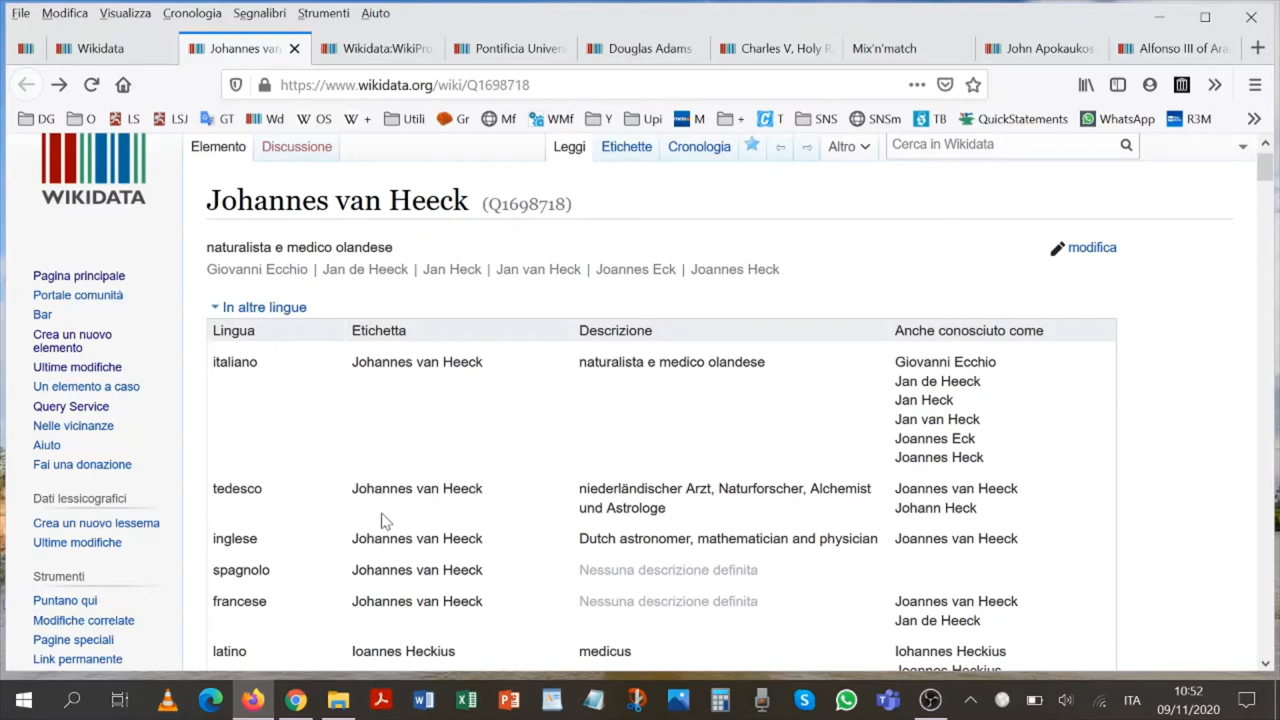 File Modifica Visualizza Cronologia Segnalibri Strumenti Aiuto
Wikidata Johannes van Wikidata:WikiPro Pontificia Univer Douglas Adams Charles V, Holy R Mix'n'match John Apokaukos Alfonso III of Ara
https://www.wikidata.org/wiki/Q1698718
DG O LS LSJ GT Wd OS + Utili Gr Mf WMf Y Upi M + T SNS SNSm TB QuickStatements WhatsApp R3M
WIKIDATA
Elemento Discussione Leggi Etichette Cronologia Altro Cerca in Wikidata
Johannes van Heeck (Q1698718)
naturalista e medico olandese modifica
Giovanni Ecchio | Jan de Heeck | Jan Heck | Jan van Heck | Joannes Eck | Joannes Heck
In altre lingue
Lingua Etichetta Descrizione Anche conosciuto come
italiano Johannes van Heeck naturalista e medico olandese Giovanni Ecchio
Jan de Heeck
Jan Heck
Jan van Heck
Joannes Eck
Joannes Heck
tedesco Johannes van Heeck niederländischer Arzt, Naturforscher, Alchemist Joannes van Heeck
und Astrologe Johann Heck
inglese Johannes van Heeck Dutch astronomer, mathematician and physician Joannes van Heeck
spagnolo Johannes van Heeck Nessuna descrizione definita
francese Johannes van Heeck Nessuna descrizione definita Joannes van Heeck
Jan de Heeck
latino Ioannes Heckius medicus Iohannes Heckius
Joannes Heckius
Pagina principale
Portale comunità
Bar
Crea un nuovo
elemento
Ultime modifiche
Un elemento a caso
Query Service
Nelle vicinanze
Aiuto
Fai una donazione
Dati lessicografici
Crea un nuovo lessema
Ultime modifiche
Strumenti
Puntano qui
Modifiche correlate
Pagine speciali
Link permanente
ITA
10:52
09/11/2020